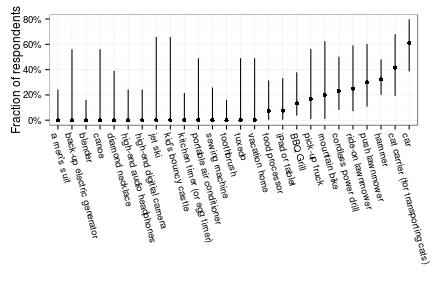 Fraction of respondents
80%
60%
40%
20%
0%
a men's suit
back-up electric generator
blender
canoe
diamond necklace
high-end audio headphones
high-end digital camera
jet ski
kid's bouncy castle
kitchen timer (or egg timer)
portable air conditioner
sewing machine
toothbrush
tuxedo
vacation home
food processor
ipad or tablet
BBQ Grill
pick-up truck
mountain bike
cordless power drill
ride-on lawnmower
push lawnmower
hammer
cat carrier (for transporting cats)
car